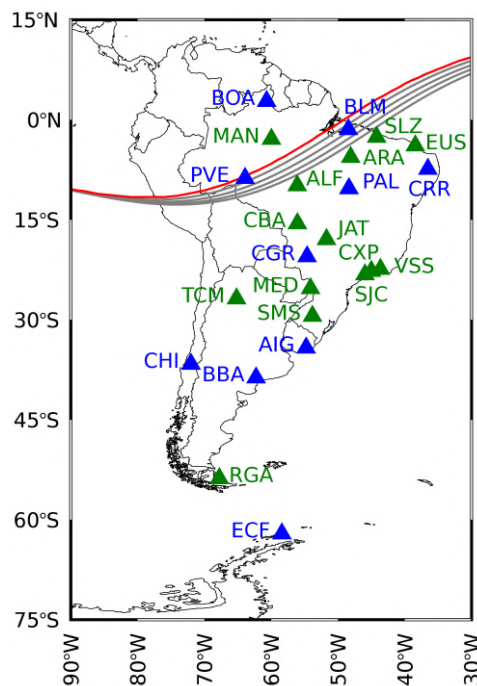 15°N
BOA
BLM
0°N
SLZ
MAN
EUS
ARA
PVE
ALF
PAL
CRR
15°S
CBA
JAT
CGR
CXP
VSS
MED
TCM
SJC
30°S
SMS
AIG
CHI
BBA
45°S
RGA
60°S
ECF
75°S
90°W
80°W
70°W
60°W
50°W
40°W
30°W